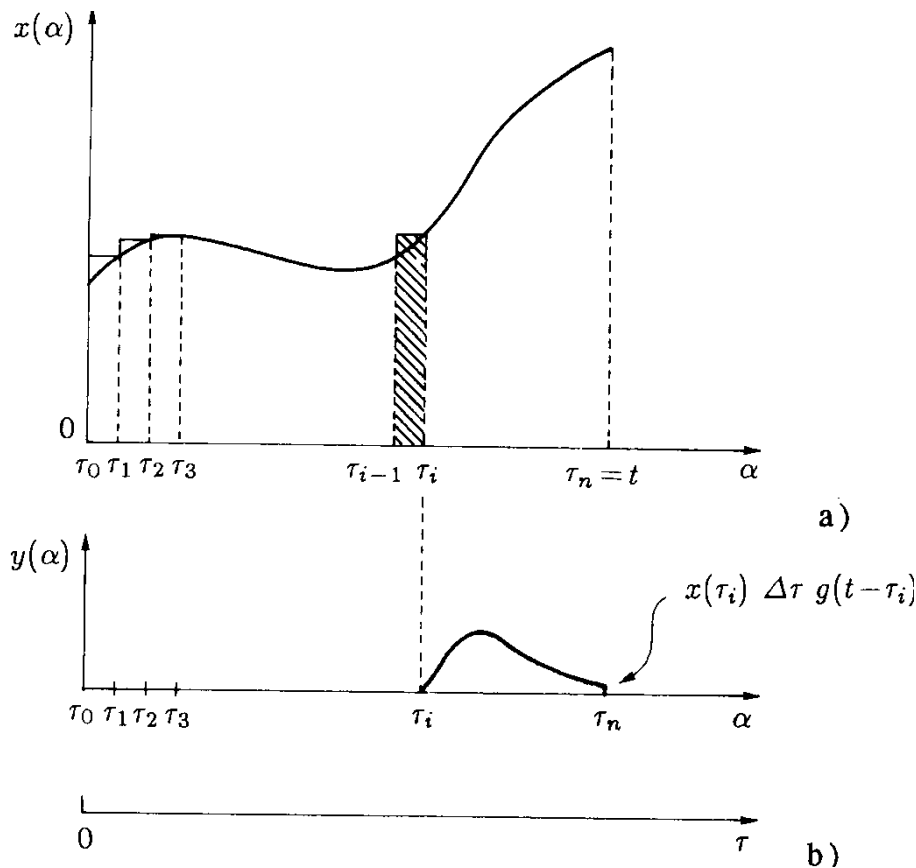 x(α)
0
τ₀ τ₁ τ₂ τ₃ τᵢ₋₁ τᵢ τₙ = t α
a)
y(α)
x(τᵢ) Δτ g(t−τᵢ)
τ₀ τ₁ τ₂ τ₃ τᵢ τₙ α
0 τ
b)